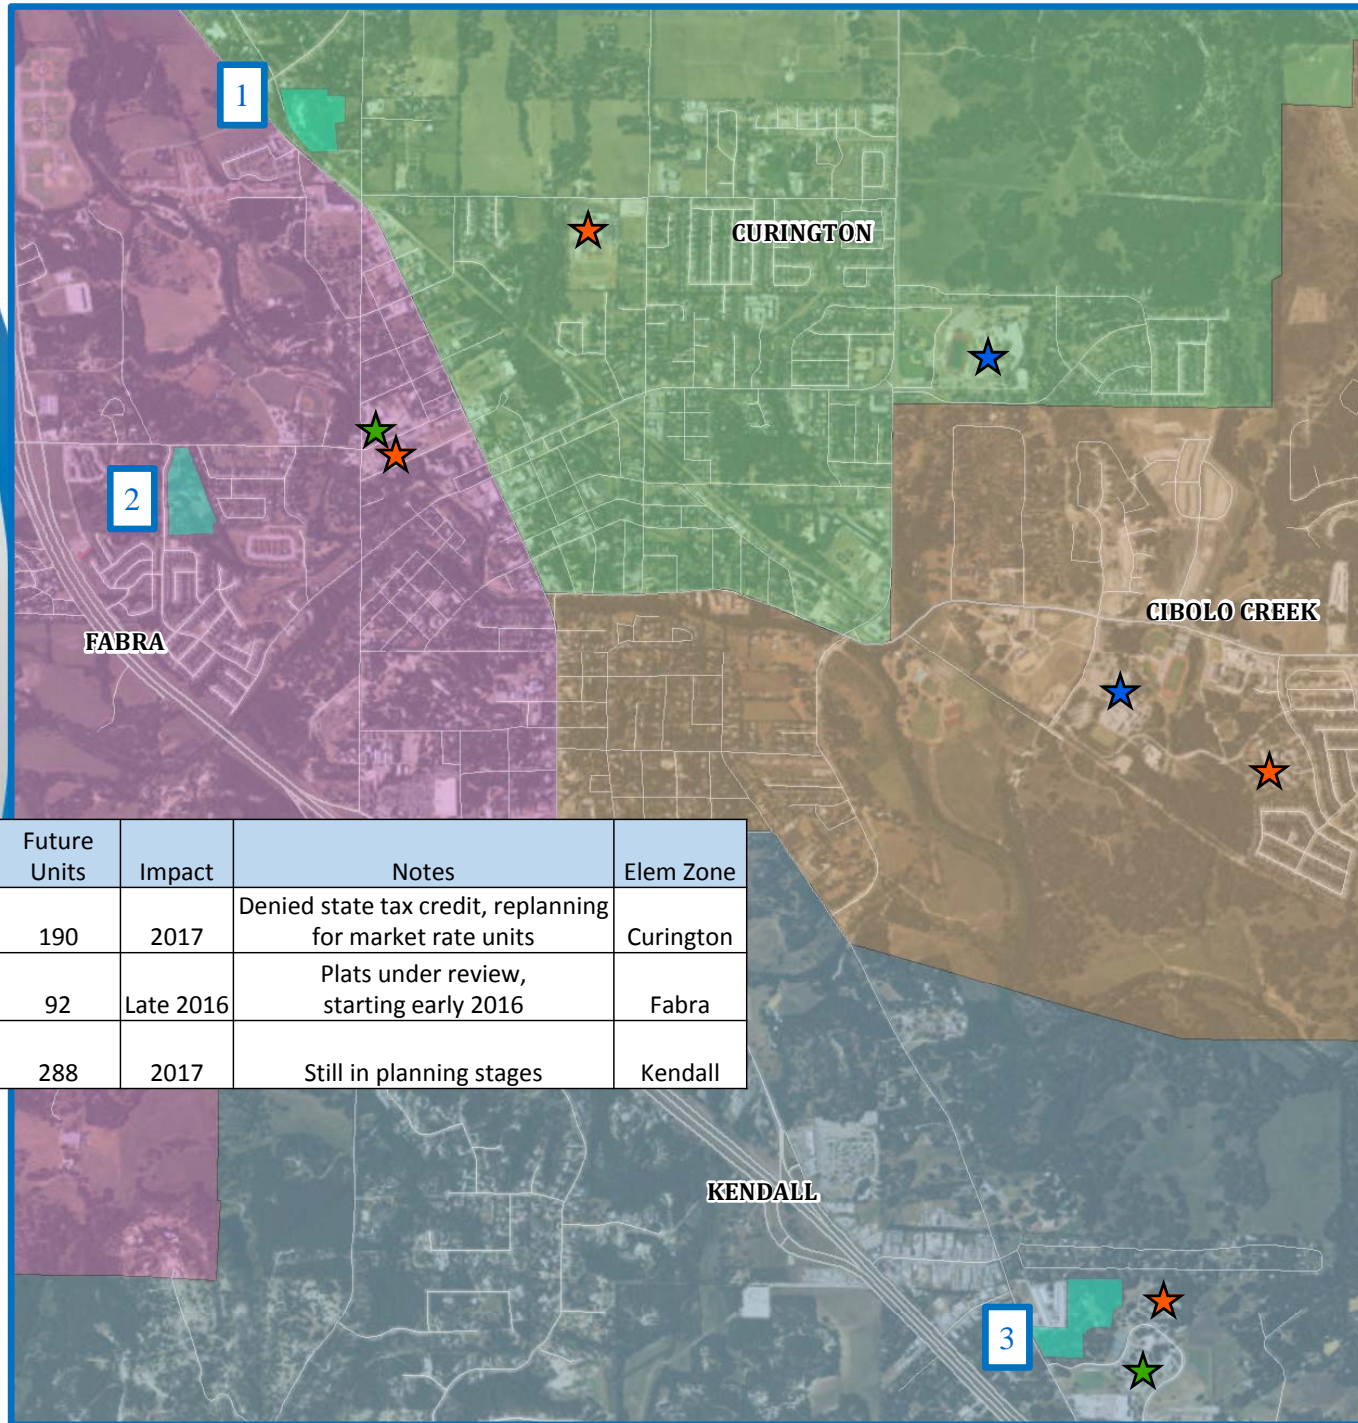 1
CURINGTON
2
CIBOLO CREEK
FABRA
Future Units | Impact | Notes | Elem Zone
190 | 2017 | Denied state tax credit, replanning for market rate units | Curington
92 | Late 2016 | Plats under review, starting early 2016 | Fabra
288 | 2017 | Still in planning stages | Kendall
KENDALL
3